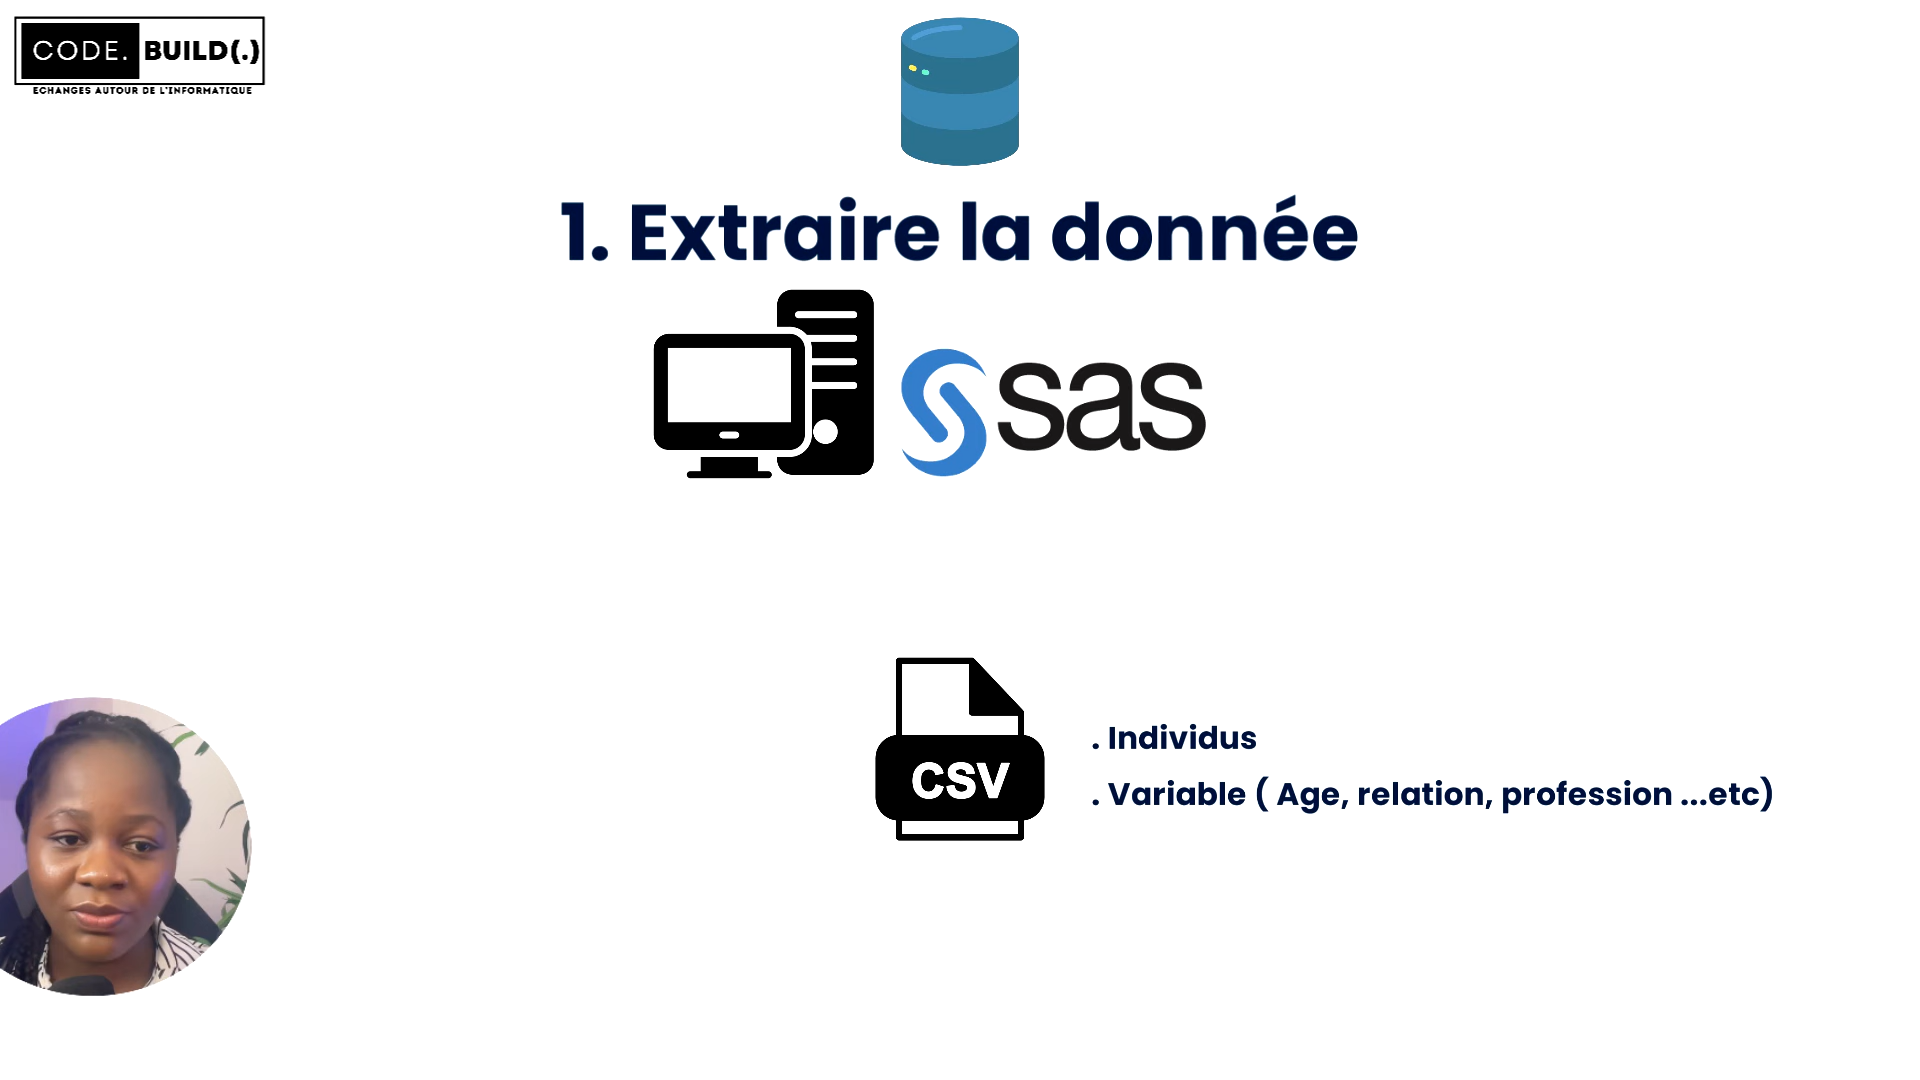 CODE. BUILD(.)
ECHANGES AUTOUR DE L'INFORMATIQUE
1. Extraire la donnée
sas
CSV
. Individus
. Variable ( Age, relation, profession ...etc)